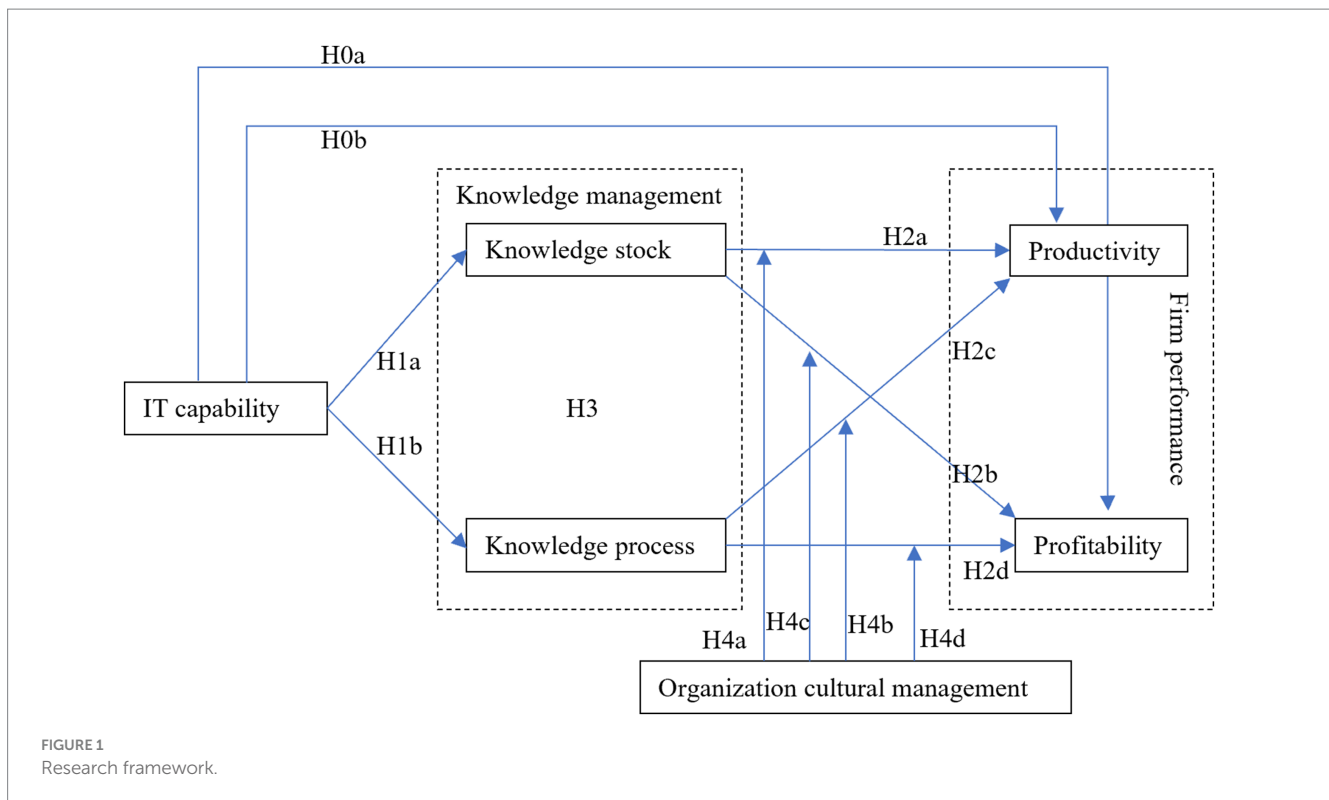 H0a
H0b
Knowledge management
Knowledge stock
H2a
Productivity
H1a
H2c
Firm performance
IT capability
H3
H1b
H2b
Knowledge process
H2d
Profitability
H4a
H4c
H4b
H4d
Organization cultural management
FIGURE 1
Research framework.